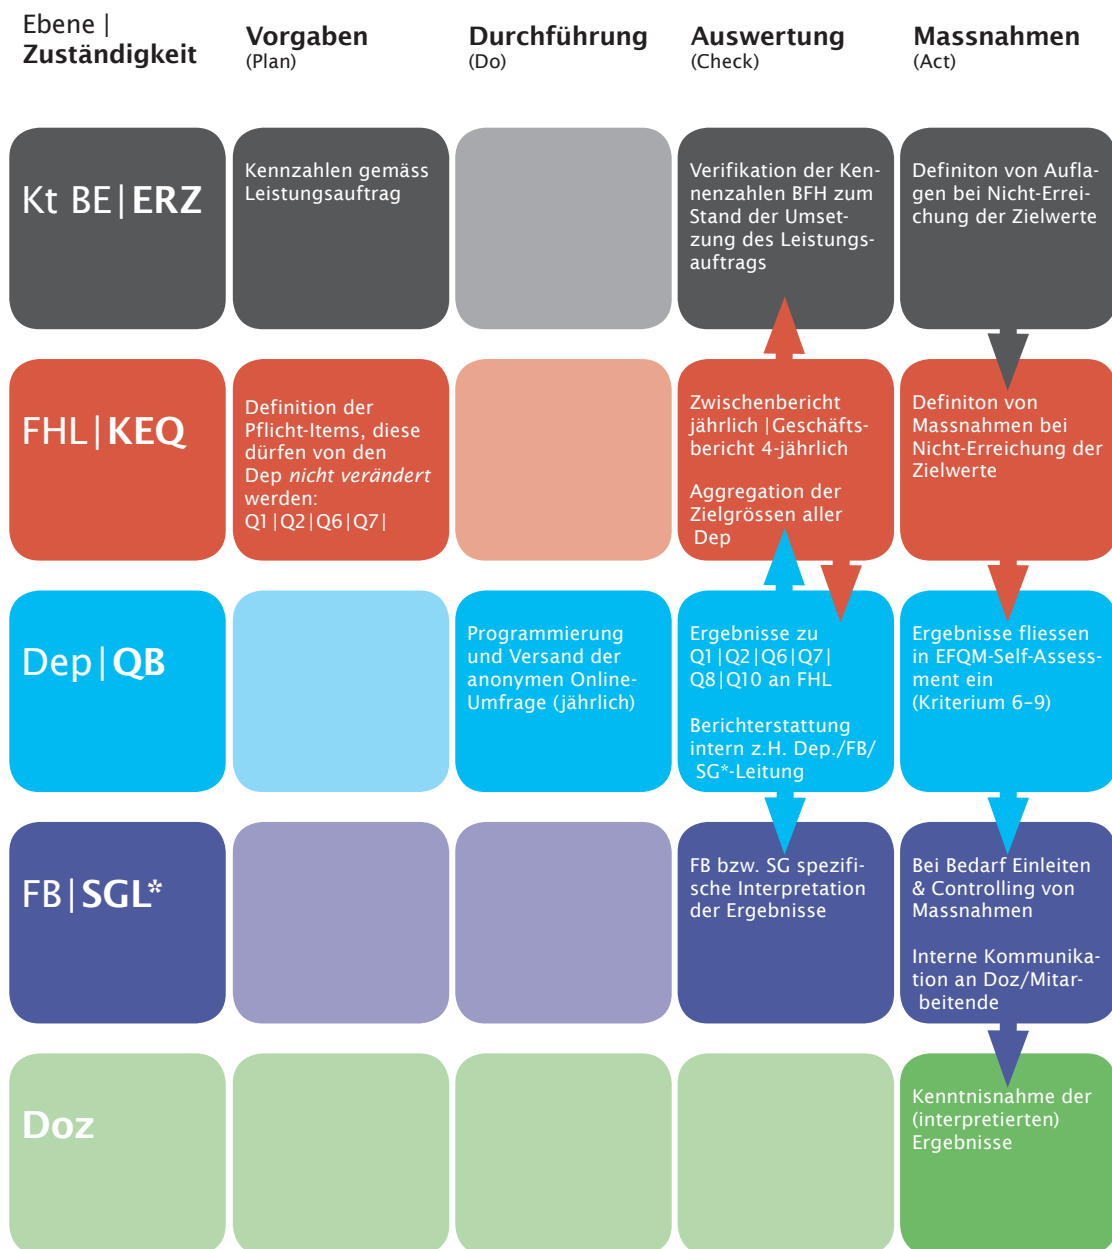 Ebene |
Zuständigkeit
Vorgaben
(Plan)
Durchführung
(Do)
Auswertung
(Check)
Massnahmen
(Act)
Kt BE|ERZ
Kennzahlen gemäss
Leistungsauftrag
Verifikation der Ken-
nenzahlen BFH zum
Stand der Umset-
zung des Leistungs-
auftrags
Definiton von Aufla-
gen bei Nicht-Errei-
chung der Zielwerte
FHL|KEQ
Definition der
Pflicht-Items, diese
dürfen von den
Dep nicht verändert
werden:
Q1|Q2|Q6|Q7|
Zwischenbericht
jährlich |Geschäfts-
bericht 4-jährlich
Aggregation der
Zielgrössen aller
Dep
Definiton von
Massnahmen bei
Nicht-Erreichung der
Zielwerte
Dep|QB
Programmierung
und Versand der
anonymen Online-
Umfrage (jährlich)
Ergebnisse zu
Q1|Q2|Q6|Q7|
Q8|Q10 an FHL
Berichterstattung
intern z.H. Dep./FB/
SG*-Leitung
Ergebnisse fliessen
in EFQM-Self-Assess-
ment ein
(Kriterium 6–9)
FB|SGL*
FB bzw. SG spezifi-
sche Interpretation
der Ergebnisse
Bei Bedarf Einleiten
& Controlling von
Massnahmen
Interne Kommunika-
tion an Doz/Mitar-
beitende
Doz
Kenntnisnahme der
(interpretierten)
Ergebnisse